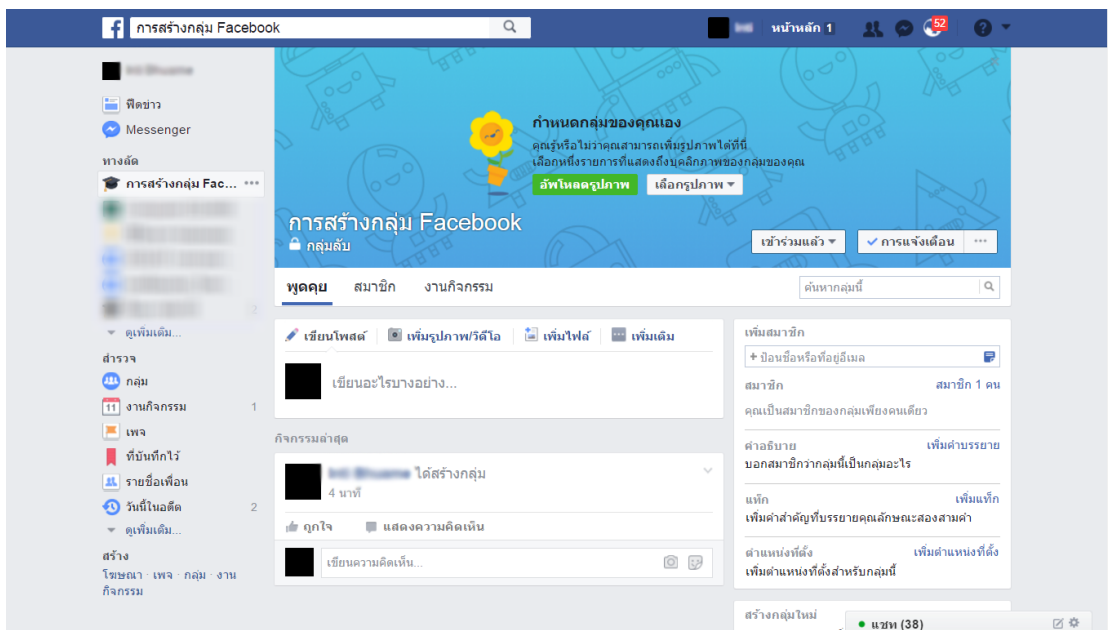 การสร้างกลุ่ม Facebook
หน้าหลัก 1
52
ฟีดข่าว
Messenger
ทางลัด
การสร้างกลุ่ม Fac...
2
ดูเพิ่มเติม...
สำรวจ
กลุ่ม
11 งานกิจกรรม 1
เพจ
ที่บันทึกไว้
รายชื่อเพื่อน
วันนี้ในอดีต 2
ดูเพิ่มเติม...
สร้าง
โฆษณา · เพจ · กลุ่ม · งาน
กิจกรรม
กำหนดกลุ่มของคุณเอง
คุณรู้หรือไม่ว่าคุณสามารถเพิ่มรูปภาพได้ที่นี่
เลือกหนึ่งรายการที่แสดงถึงบุคลิกภาพของกลุ่มของคุณ
อัพโหลดรูปภาพ เลือกรูปภาพ
การสร้างกลุ่ม Facebook
กลุ่มลับ
เข้าร่วมแล้ว การแจ้งเตือน
พูดคุย สมาชิก งานกิจกรรม
ค้นหากลุ่มนี้
เขียนโพสต์ เพิ่มรูปภาพ/วิดีโอ เพิ่มไฟล์ เพิ่มเติม
เขียนอะไรบางอย่าง...
กิจกรรมล่าสุด
ได้สร้างกลุ่ม
4 นาที
ถูกใจ แสดงความคิดเห็น
เขียนความคิดเห็น...
เพิ่มสมาชิก
+ ป้อนชื่อหรือที่อยู่อีเมล
สมาชิก สมาชิก 1 คน
คุณเป็นสมาชิกของกลุ่มเพียงคนเดียว
คำอธิบาย เพิ่มคำบรรยาย
บอกสมาชิกว่ากลุ่มนี้เป็นกลุ่มอะไร
แท็ก เพิ่มแท็ก
เพิ่มคำสำคัญที่บรรยายคุณลักษณะสองสามคำ
ตำแหน่งที่ตั้ง เพิ่มตำแหน่งที่ตั้ง
เพิ่มตำแหน่งที่ตั้งสำหรับกลุ่มนี้
สร้างกลุ่มใหม่
แชท (38)